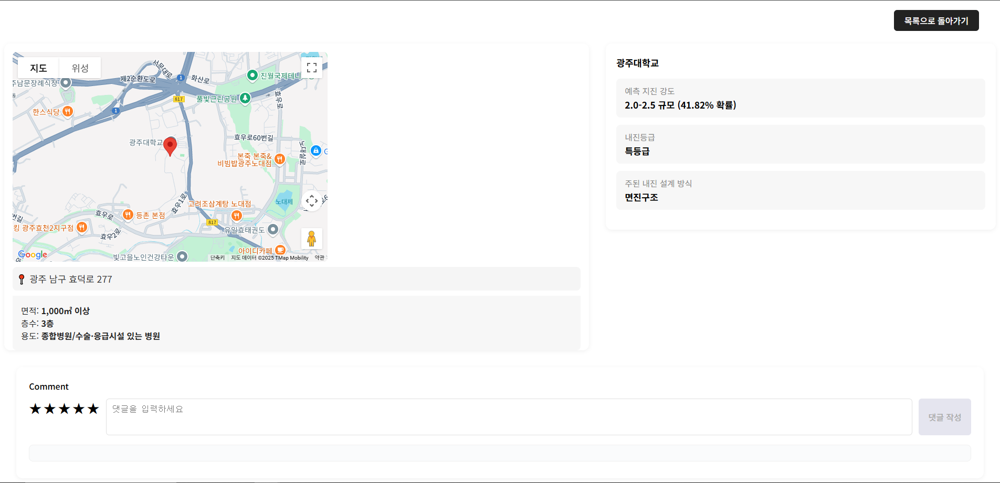 목록으로 돌아가기
지도
위성
서문대로
제2순환도로
1
화산로
진월국제테니
주남문장례식장
817
풀빛근린공원
효우로
한스식당
1
광주대학교
효우로60번길
노대실로
G
본죽 본죽&
비빔밥광주노대점
노대제
고려조삼계탕 노대점
효우1로
효우로
등촌 본점
번길
817
킹 광주효천2지구점
유일효태권도
효우2로
아이디카페
Google
빛고을노인건강타운
단축키
지도 데이터 ©2025 TMap Mobility
약관
광주 남구 효덕로 277
면적: 1,000㎡ 이상
층수: 3층
용도: 종합병원/수술·응급시설 있는 병원
광주대학교
예측 지진 강도
2.0-2.5 규모 (41.82% 확률)
내진등급
특등급
주된 내진 설계 방식
면진구조
Comment
★★★★★
댓글을 입력하세요
댓글 작성